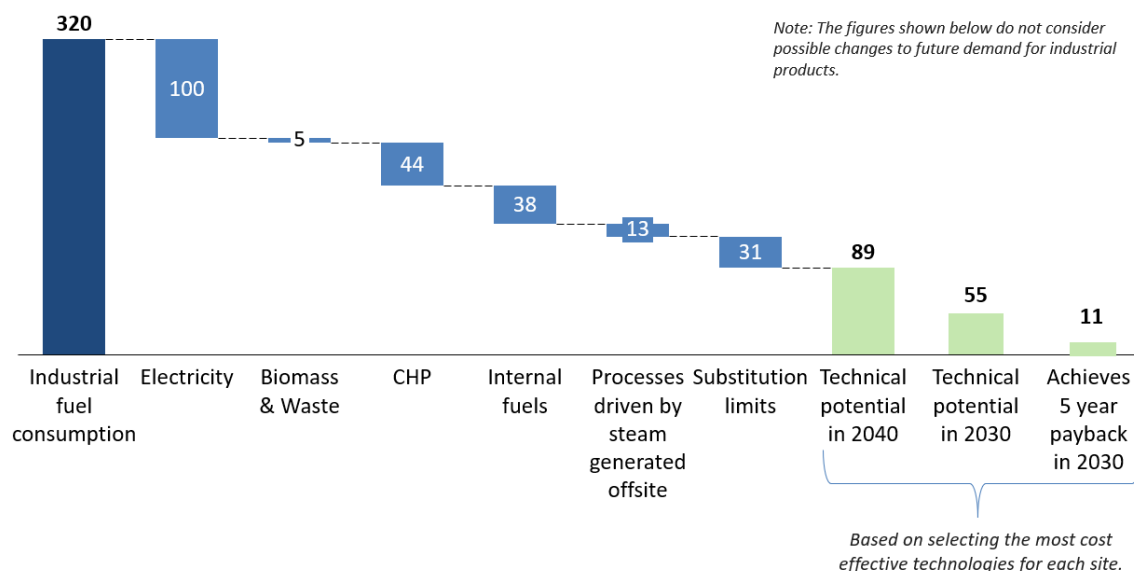 320
Note: The figures shown below do not consider
possible changes to future demand for industrial
products.
100
5
44
38
13
31
89
55
11
Industrial
fuel
consumption
Electricity
Biomass
& Waste
CHP
Internal
fuels
Processes
driven by
steam
generated
offsite
Substitution
limits
Technical
potential
in 2040
Technical
potential
in 2030
Achieves
5 year
payback
in 2030
Based on selecting the most cost
effective technologies for each site.